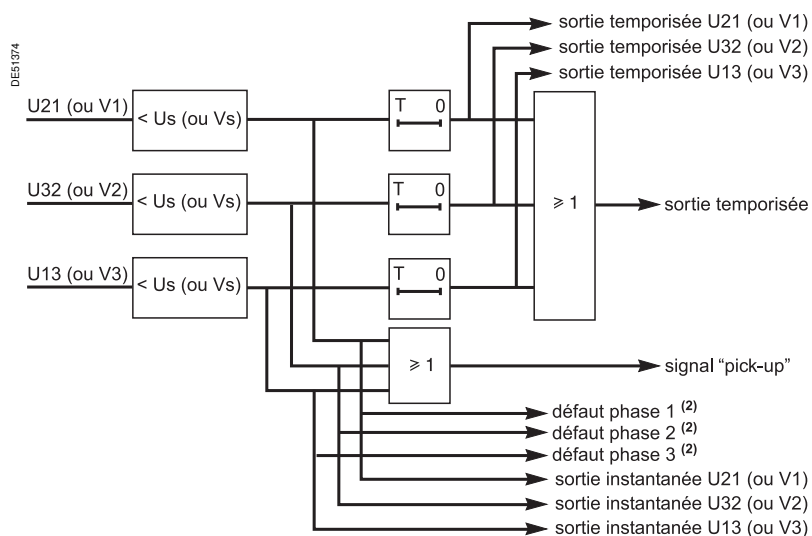 DE51374
sortie temporisée U21 (ou V1)
sortie temporisée U32 (ou V2)
sortie temporisée U13 (ou V3)
U21 (ou V1)
< Us (ou Vs)
T 0
U32 (ou V2)
< Us (ou Vs)
T 0
≥ 1
sortie temporisée
U13 (ou V3)
< Us (ou Vs)
T 0
≥ 1
signal “pick-up”
défaut phase 1 (2)
défaut phase 2 (2)
défaut phase 3 (2)
sortie instantanée U21 (ou V1)
sortie instantanée U32 (ou V2)
sortie instantanée U13 (ou V3)